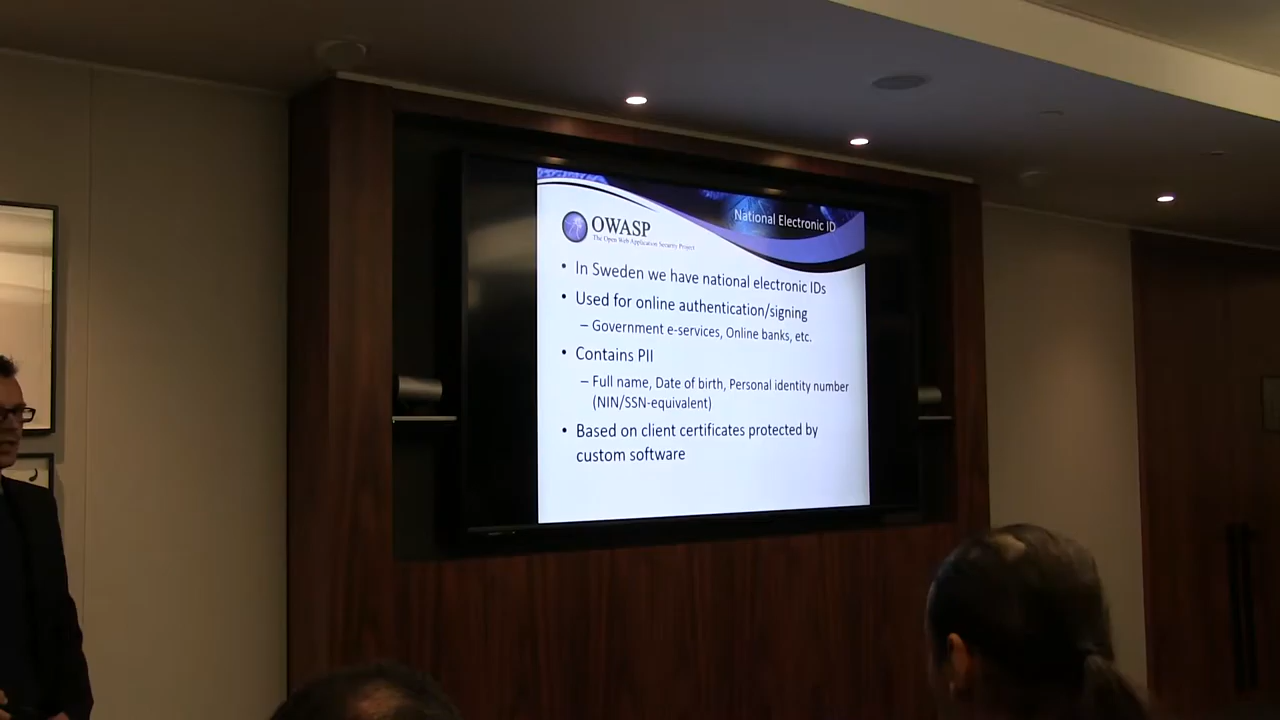 National Electronic ID
OWASP
The Open Web Application Security Project
• In Sweden we have national electronic IDs
• Used for online authentication/signing
– Government e-services, Online banks, etc.
• Contains PII
– Full name, Date of birth, Personal identity number
(NIN/SSN-equivalent)
• Based on client certificates protected by
custom software